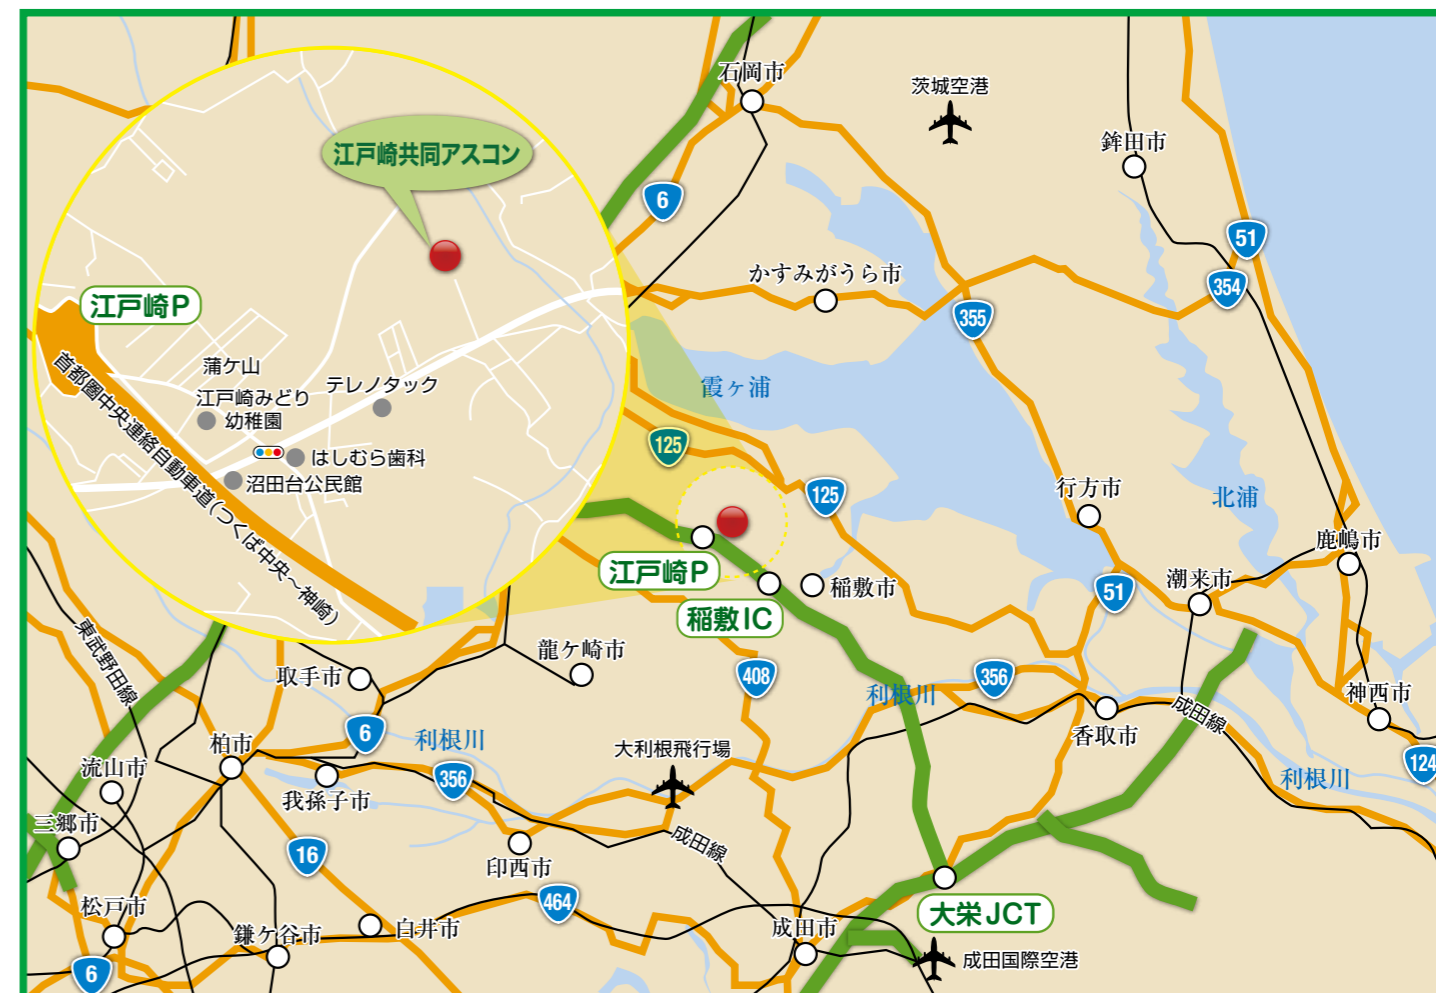 石岡市
茨城空港
鉾田市
江戸崎共同アスコン
6
51
354
かすみがうら市
355
江戸崎P
霞ヶ浦
蒲ケ山
江戸崎みどり
幼稚園
テレノタック
はしむら歯科
沼田台公民館
首都圏中央連絡自動車道(つくば中央～神崎)
125
125
行方市
北浦
鹿嶋市
江戸崎P
稲敷IC
稲敷市
51
潮来市
東武野田線
取手市
龍ケ崎市
408
利根川
356
神西市
成田線
香取市
6
利根川
柏市
流山市
我孫子市
356
大利根飛行場
利根川
124
三郷市
16
印西市
成田線
464
松戸市
鎌ケ谷市
白井市
成田市
大栄JCT
成田国際空港
6